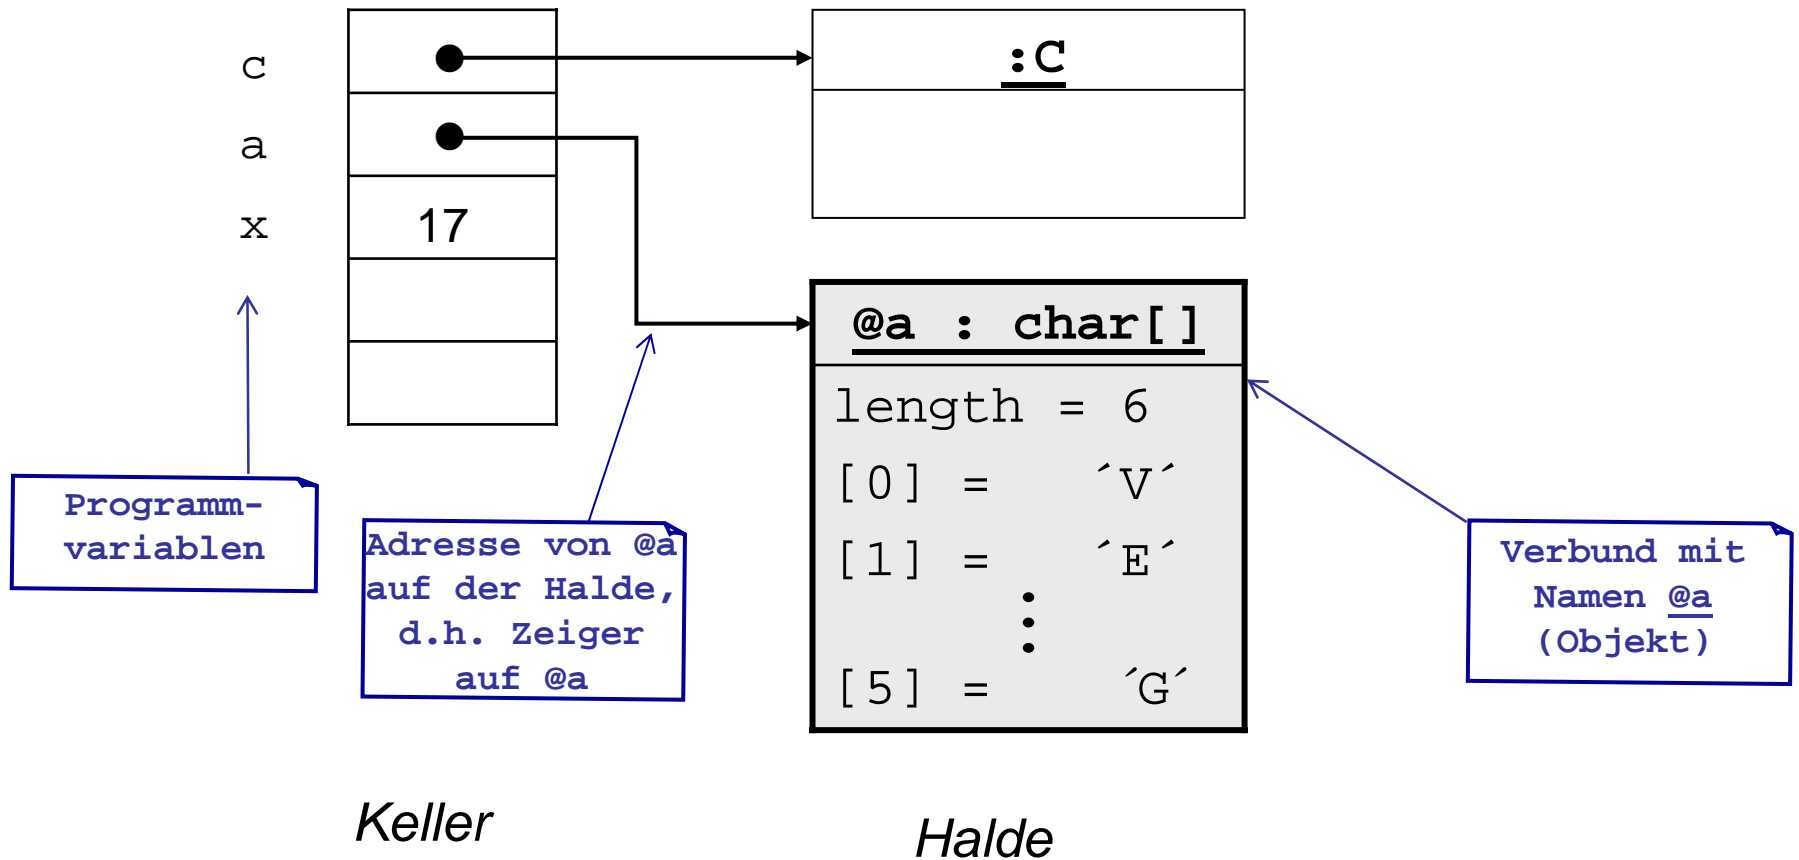 c
a
x
17
:C
@a : char[]
length = 6
[0] = ´V´
[1] = ´E´
[5] = ´G´
Programm-
variablen
Adresse von @a
auf der Halde,
d.h. Zeiger
auf @a
Verbund mit
Namen @a
(Objekt)
Keller
Halde